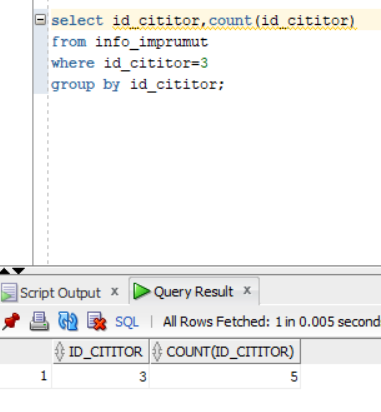 select id_cititor,count(id_cititor)
from info_imprumut
where id_cititor=3
group by id_cititor;
Script Output x Query Result x
SQL | All Rows Fetched: 1 in 0.005 second
ID_CITITOR COUNT(ID_CITITOR)
1 3 5